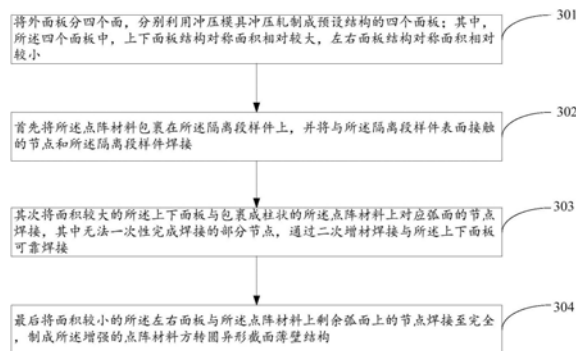 301
将外面板分四个面，分别利用冲压模具冲压轧制成预设结构的四个面板；其中，
所述四个面板中，上下面板结构对称面积相对较大，左右面板结构对称面积相对
较小
302
首先将所述点阵材料包裹在所述隔离段样件上，并将与所述隔离段样件表面接触
的节点和所述隔离段样件焊接
303
其次将面积较大的所述上下面板与包裹成柱状的所述点阵材料上对应弧面的节点
焊接，其中无法一次性完成焊接的部分节点，通过二次增材焊接与所述上下面板
可靠焊接
304
最后将面积较小的所述左右面板与所述点阵材料上剩余弧面上的节点焊接至完全
，制成所述增强的点阵材料方转圆异形截面薄壁结构